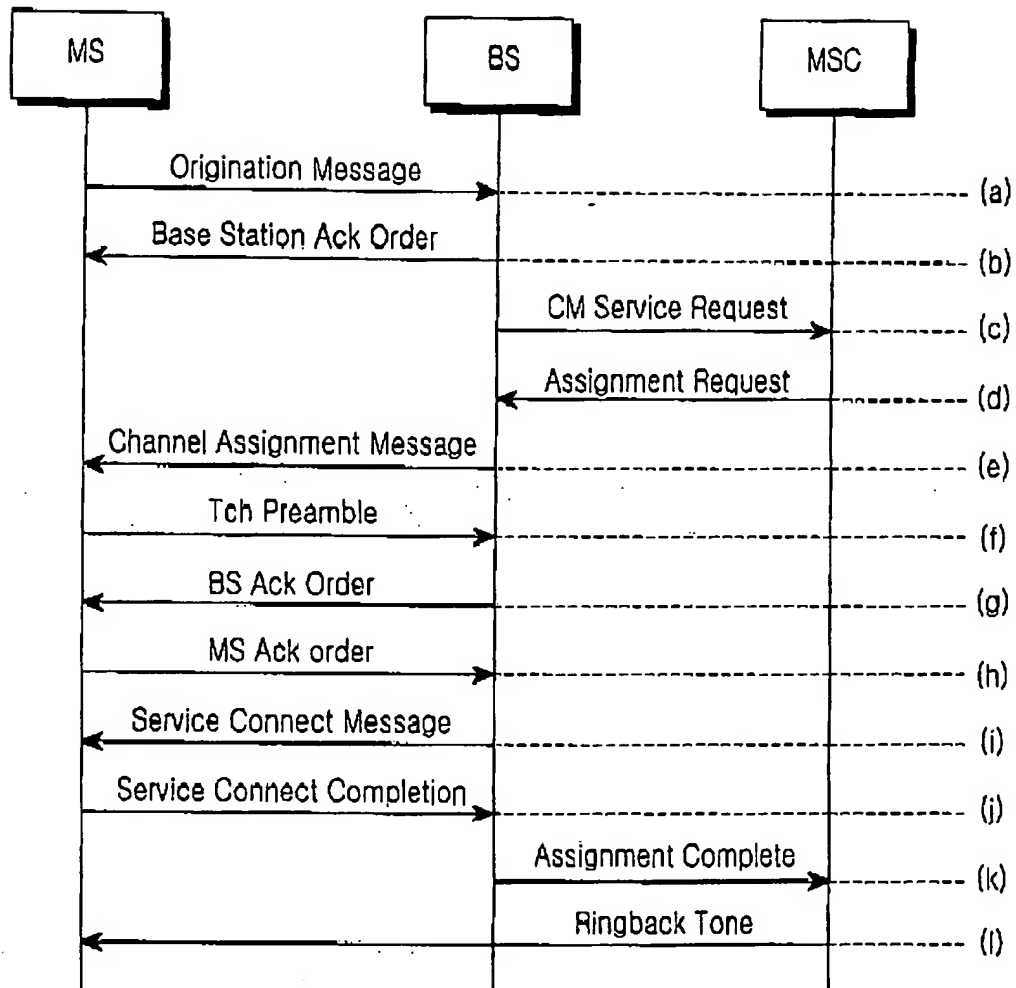 MS BS MSC
Origination Message (a)
Base Station Ack Order (b)
CM Service Request (c)
Assignment Request (d)
Channel Assignment Message (e)
Tch Preamble (f)
BS Ack Order (g)
MS Ack order (h)
Service Connect Message (i)
Service Connect Completion (j)
Assignment Complete (k)
Ringback Tone (l)